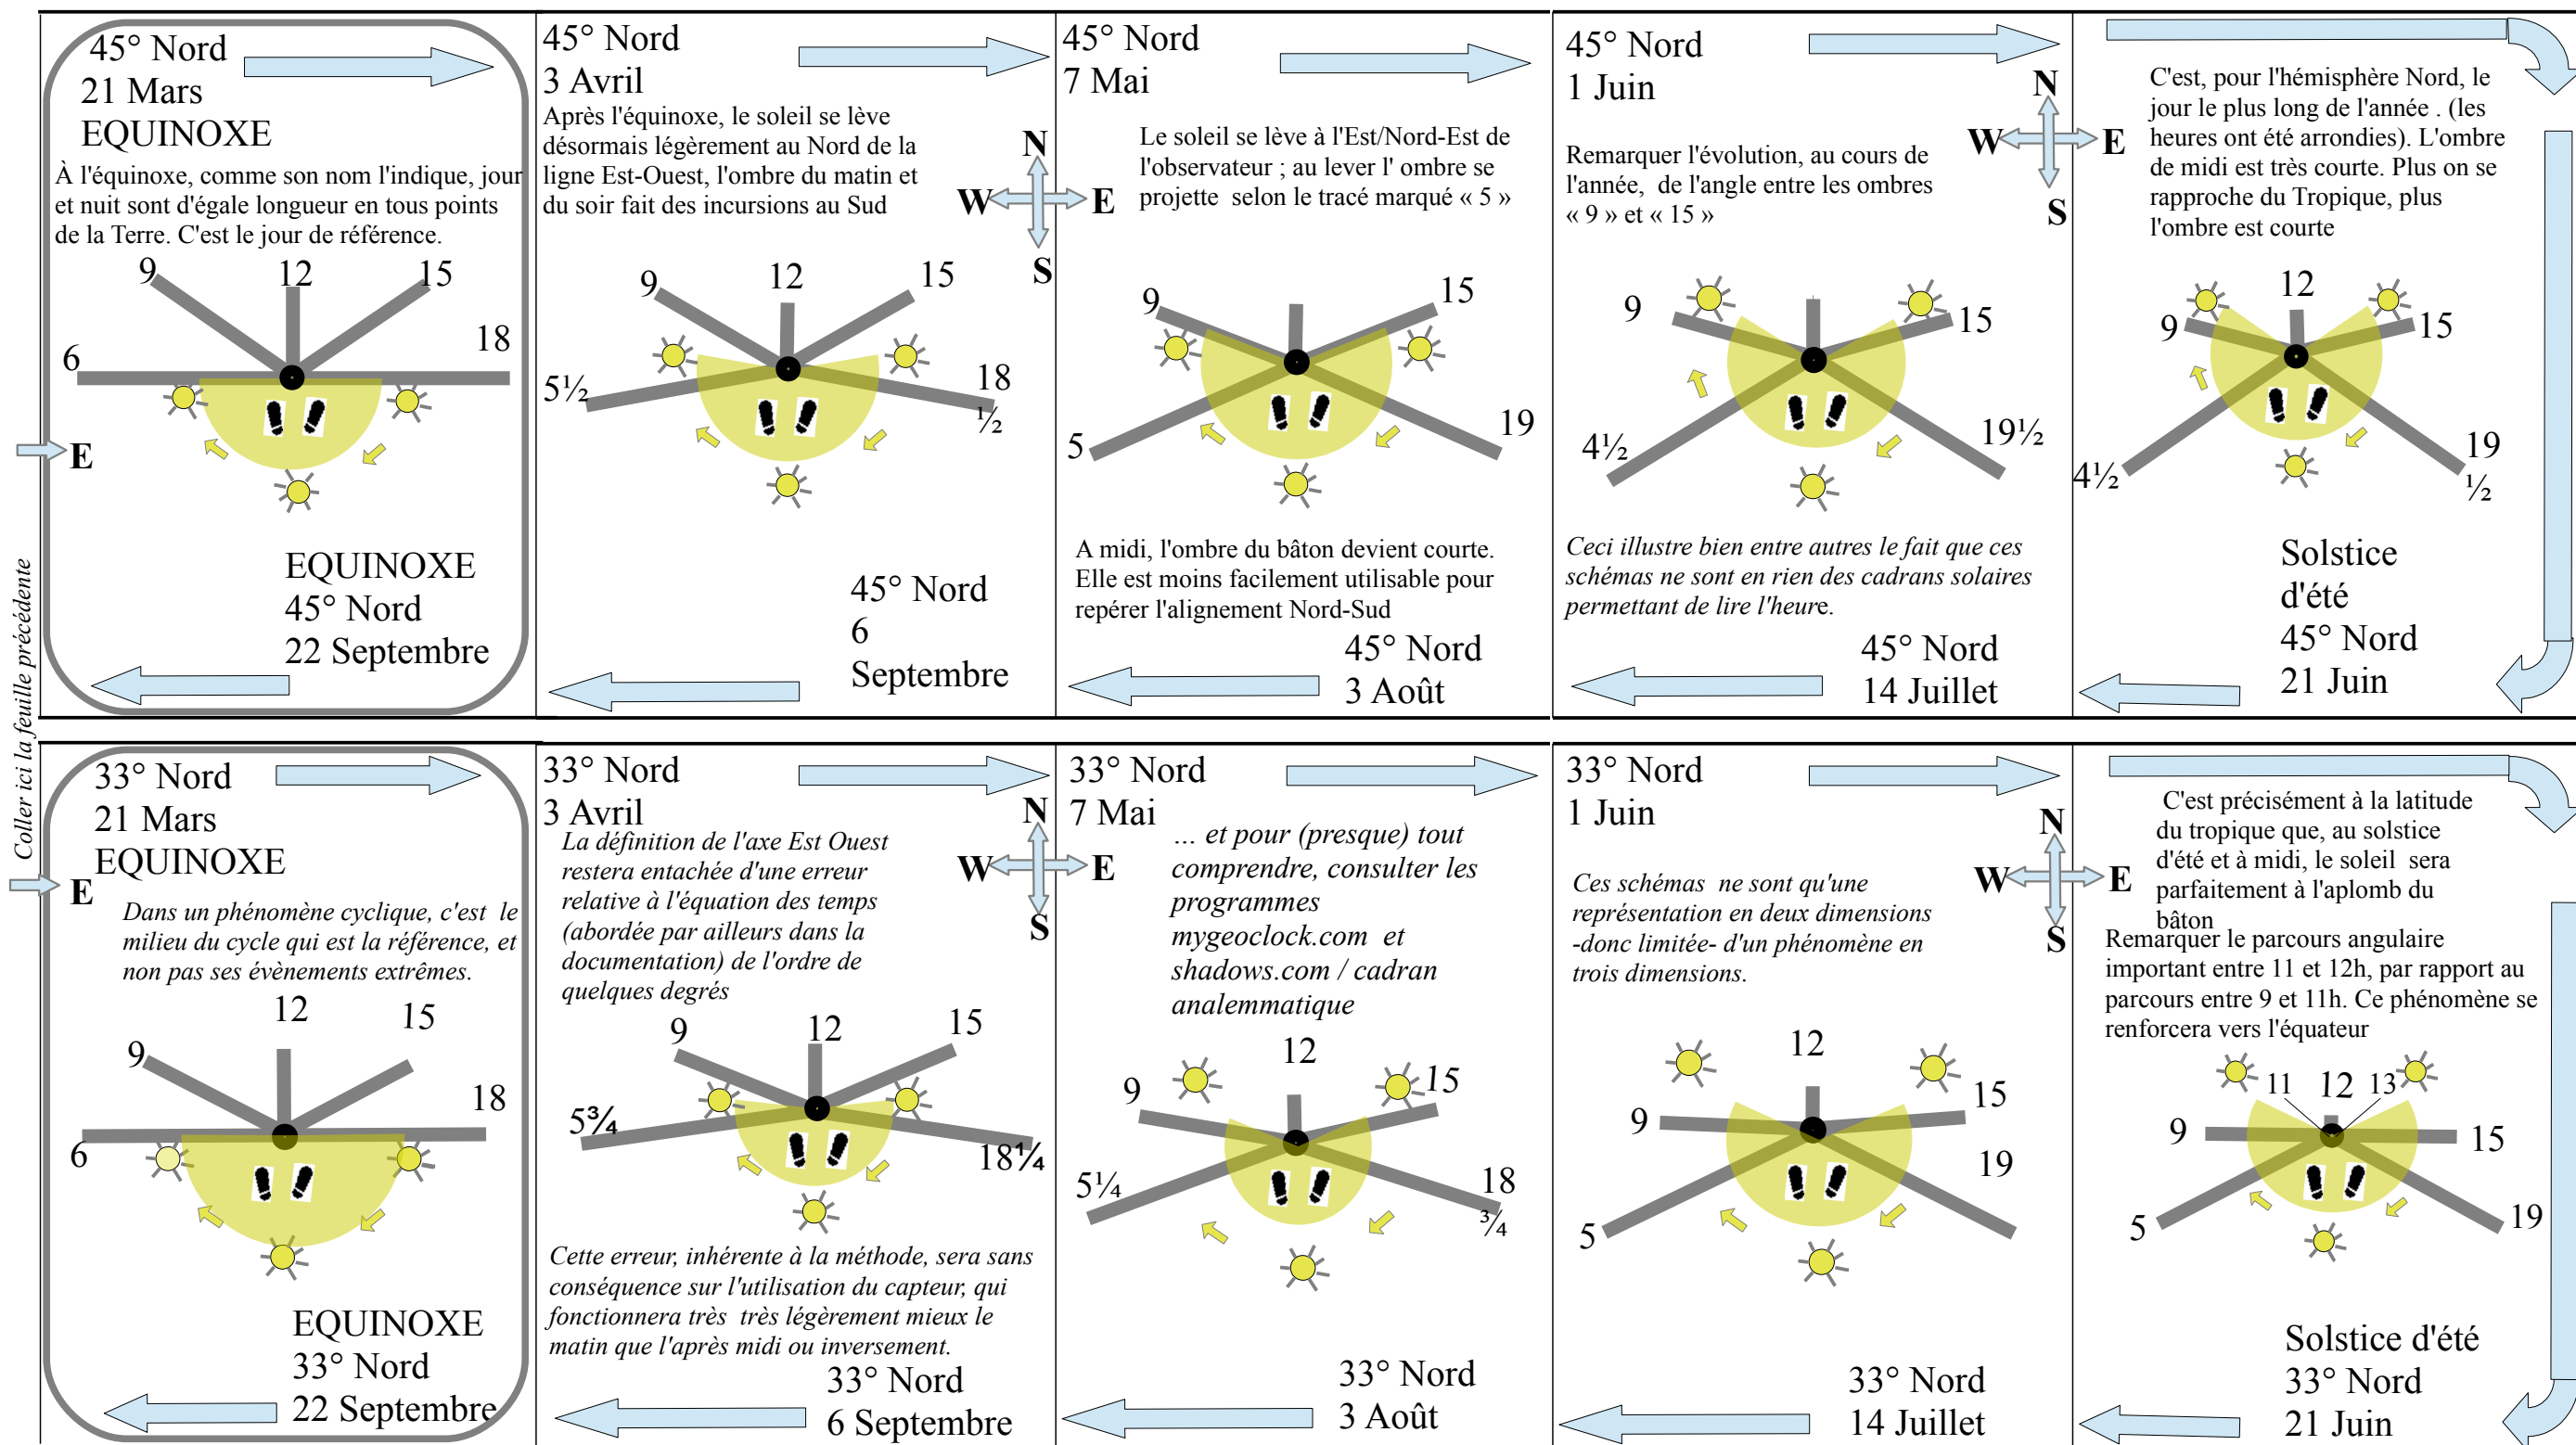 Coller ici la feuille précédente
45° Nord
21 Mars
EQUINOXE
À l'équinoxe, comme son nom l'indique, jour
et nuit sont d'égale longueur en tous points
de la Terre. C'est le jour de référence.
9
12
15
6
18
E
EQUINOXE
45° Nord
22 Septembre
45° Nord
3 Avril
Après l'équinoxe, le soleil se lève
désormais légèrement au Nord de la
ligne Est-Ouest, l'ombre du matin et
du soir fait des incursions au Sud
N
W
E
S
9
12
15
5½
18
½
45° Nord
6
Septembre
45° Nord
7 Mai
Le soleil se lève à l'Est/Nord-Est de
l'observateur ; au lever l' ombre se
projette selon le tracé marqué « 5 »
9
15
5
19
A midi, l'ombre du bâton devient courte.
Elle est moins facilement utilisable pour
repérer l'alignement Nord-Sud
45° Nord
3 Août
45° Nord
1 Juin
Remarquer l'évolution, au cours de
l'année, de l'angle entre les ombres
« 9 » et « 15 »
N
W
E
S
9
15
4½
19½
Ceci illustre bien entre autres le fait que ces
schémas ne sont en rien des cadrans solaires
permettant de lire l'heure.
45° Nord
14 Juillet
C'est, pour l'hémisphère Nord, le
jour le plus long de l'année . (les
heures ont été arrondies). L'ombre
de midi est très courte. Plus on se
rapproche du Tropique, plus
l'ombre est courte
12
9
15
4½
19
½
Solstice
d'été
45° Nord
21 Juin
33° Nord
21 Mars
EQUINOXE
E
Dans un phénomène cyclique, c'est le
milieu du cycle qui est la référence, et
non pas ses évènements extrêmes.
12
15
9
18
6
EQUINOXE
33° Nord
22 Septembre
33° Nord
3 Avril
La définition de l'axe Est Ouest
restera entachée d'une erreur
relative à l'équation des temps
(abordée par ailleurs dans la
documentation) de l'ordre de
quelques degrés
N
W
E
S
9
12
15
5¾
18¼
Cette erreur, inhérente à la méthode, sera sans
conséquence sur l'utilisation du capteur, qui
fonctionnera très très légèrement mieux le
matin que l'après midi ou inversement.
33° Nord
6 Septembre
33° Nord
7 Mai
... et pour (presque) tout
comprendre, consulter les
programmes
mygeoclock.com et
shadows.com / cadran
analemmatique
12
9
15
5¼
18
¾
33° Nord
3 Août
33° Nord
1 Juin
Ces schémas ne sont qu'une
représentation en deux dimensions
-donc limitée- d'un phénomène en
trois dimensions.
N
W
E
S
12
9
15
19
5
33° Nord
14 Juillet
C'est précisément à la latitude
du tropique que, au solstice
d'été et à midi, le soleil sera
parfaitement à l'aplomb du
bâton
Remarquer le parcours angulaire
important entre 11 et 12h, par rapport au
parcours entre 9 et 11h. Ce phénomène se
renforcera vers l'équateur
11
12
13
9
15
5
19
Solstice d'été
33° Nord
21 Juin